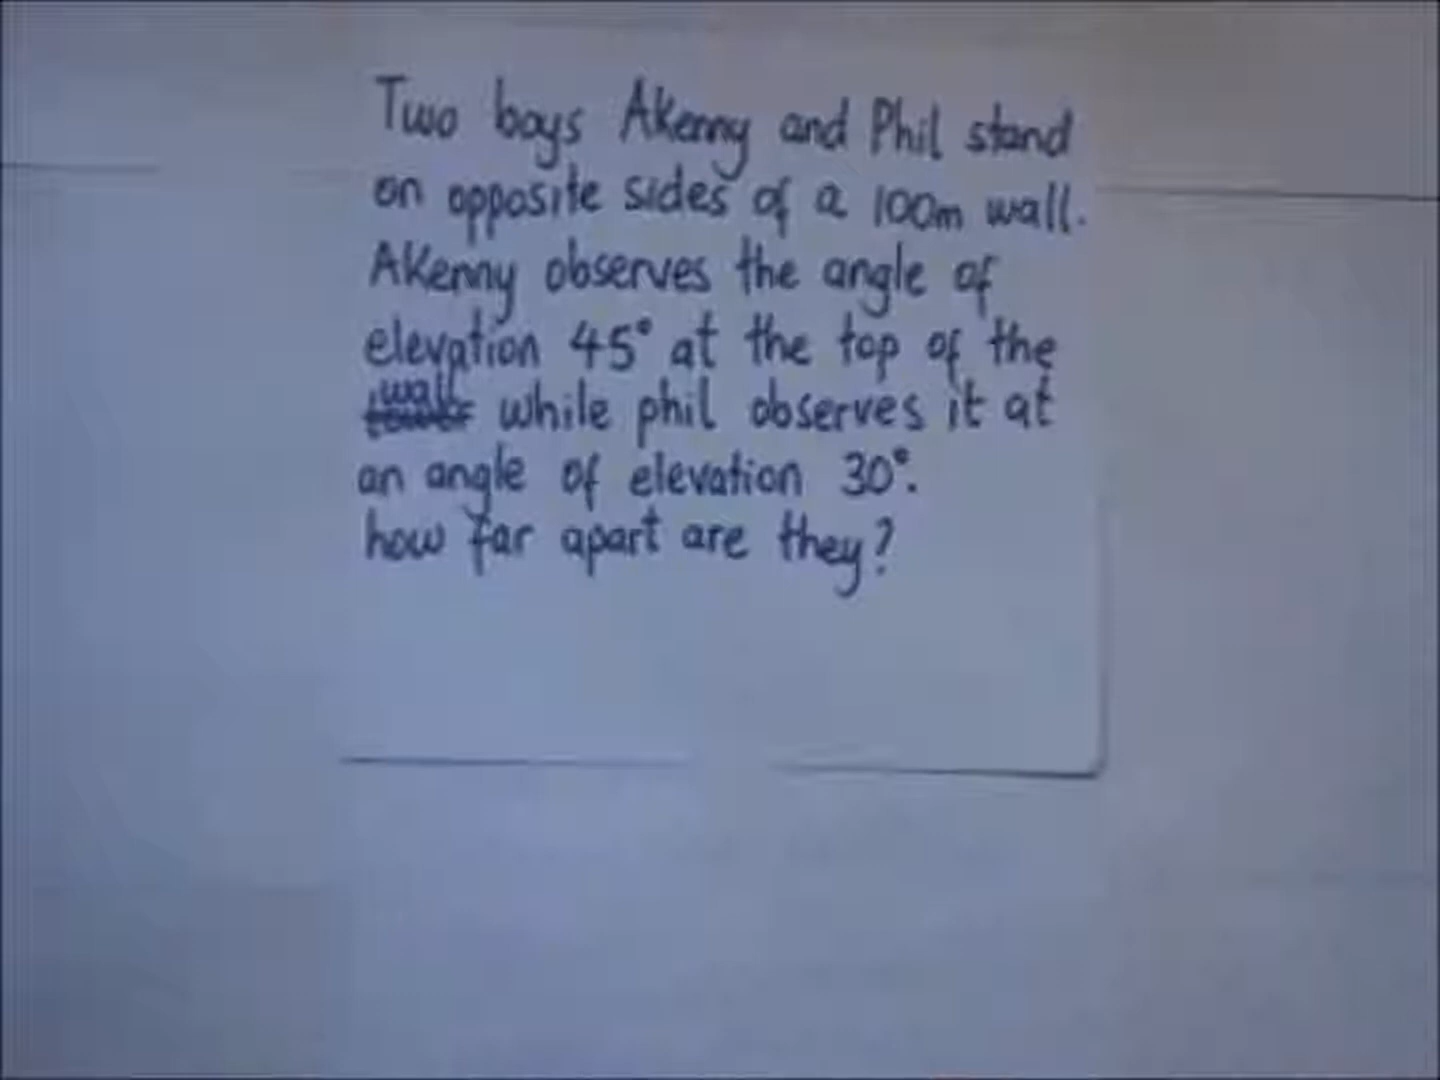 Two boys AKenny and Phil stand
on opposite sides of a 100m wall.
AKenny observes the angle of
elevation 45° at the top of the
wall while phil observes it at
an angle of elevation 30°.
how far apart are they?